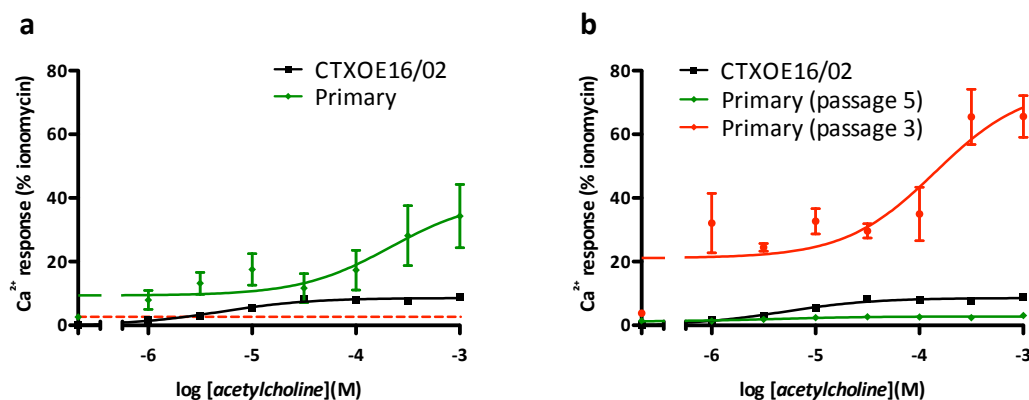 a
80
60
40
20
0
Ca²⁺ response (% ionomycin)
CTXOE16/02
Primary
-6
-5
-4
-3
log [acetylcholine](M)
b
80
60
40
20
0
Ca²⁺ response (% ionomycin)
CTXOE16/02
Primary (passage 5)
Primary (passage 3)
-6
-5
-4
-3
log [acetylcholine](M)